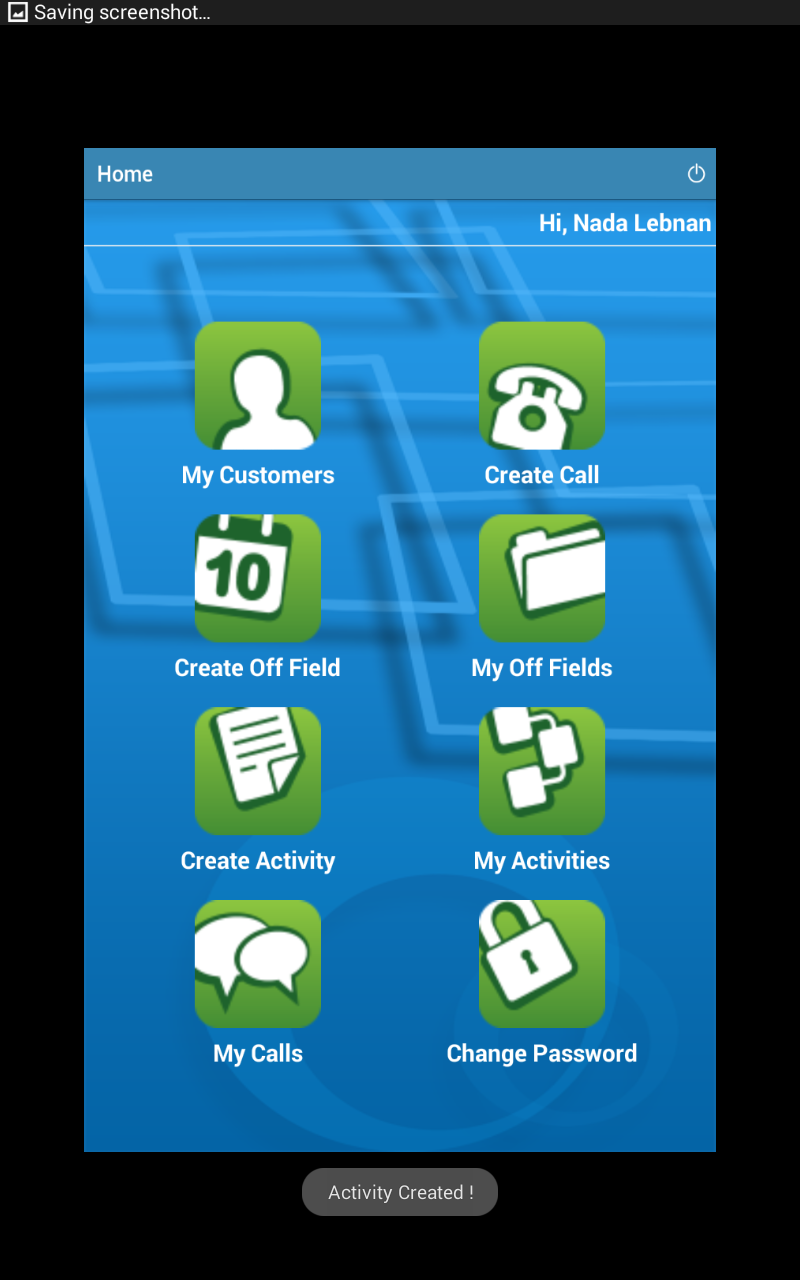 Saving screenshot...
Home
Hi, Nada Lebnan
My Customers
Create Call
10
Create Off Field
My Off Fields
Create Activity
My Activities
My Calls
Change Password
Activity Created !